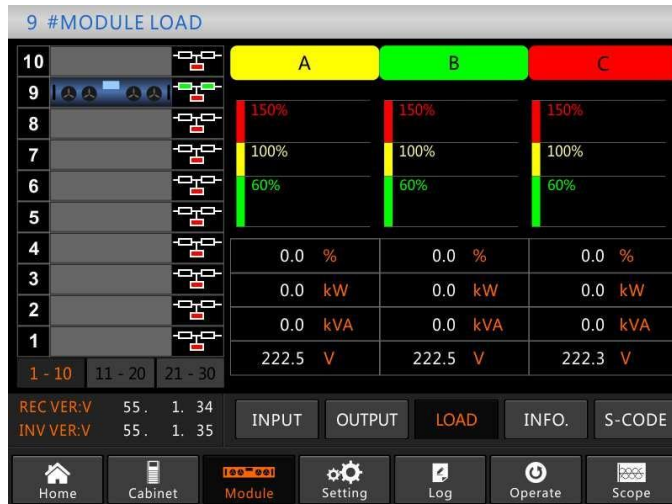 9 #MODULE LOAD
10
9
8
7
6
5
4
3
2
1
1 - 10 11 - 20 21 - 30
REC VER:V 55. 1. 34
INV VER:V 55. 1. 35
A B C
150% 150% 150%
100% 100% 100%
60% 60% 60%
0.0 % 0.0 % 0.0 %
0.0 kW 0.0 kW 0.0 kW
0.0 kVA 0.0 kVA 0.0 kVA
222.5 V 222.5 V 222.3 V
INPUT OUTPUT LOAD INFO. S-CODE
Home Cabinet Module Setting Log Operate Scope